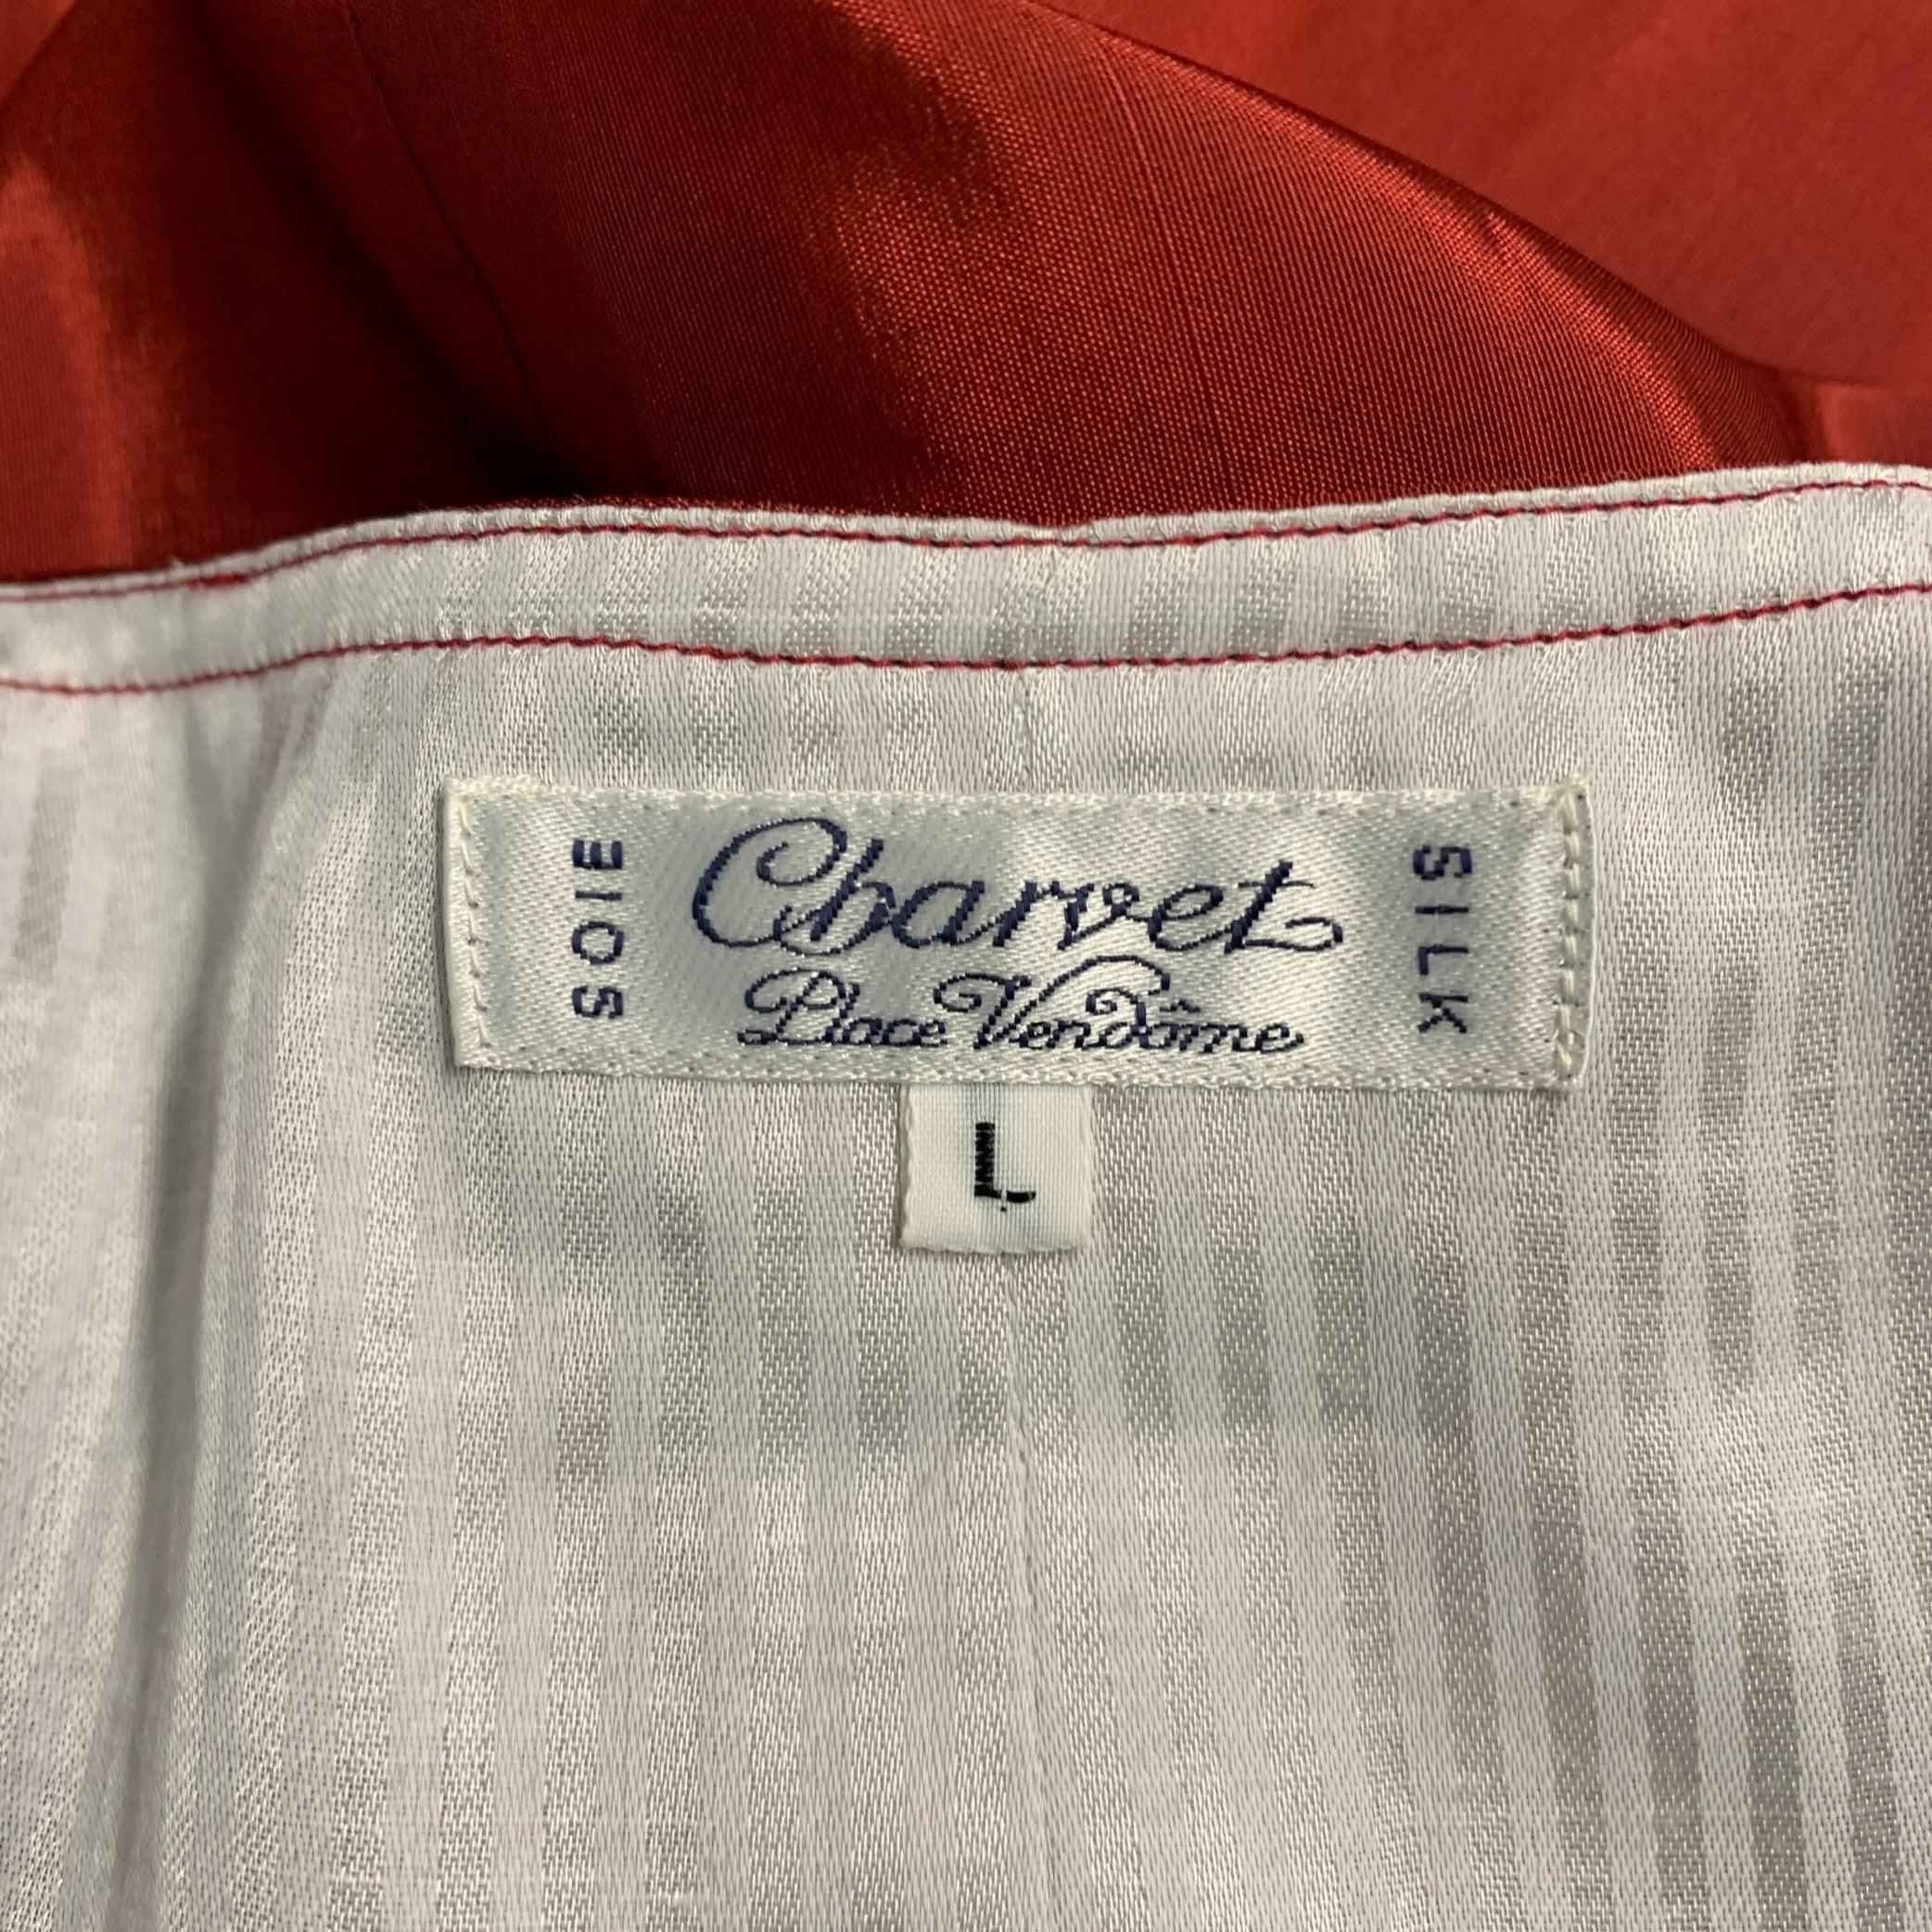 SOIE
Charvet
Place Vendôme
SILK
L